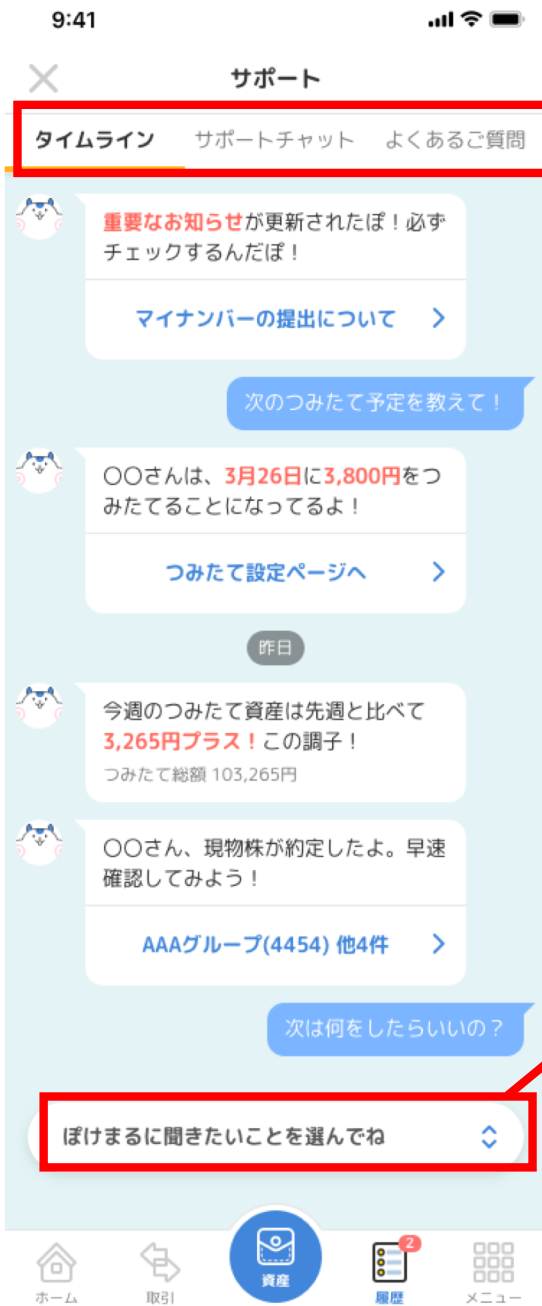 9:41
サポート
タイムライン サポートチャット よくあるご質問
重要なお知らせが更新されたぽ！必ず
チェックするんだぽ！
マイナンバーの提出について
次のつみたて予定を教えて！
〇〇さんは、3月26日に3,800円をつ
みたてることになってるよ！
つみたて設定ページへ
昨日
今週のつみたて資産は先週と比べて
3,265円プラス！この調子！
つみたて総額 103,265円
〇〇さん、現物株が約定したよ。早速
確認してみよう！
AAAグループ(4454) 他4件
次は何をしたらいいの？
ぽけまるに聞きたいことを選んでね
2
ホーム 取引 資産 履歴 メニュー